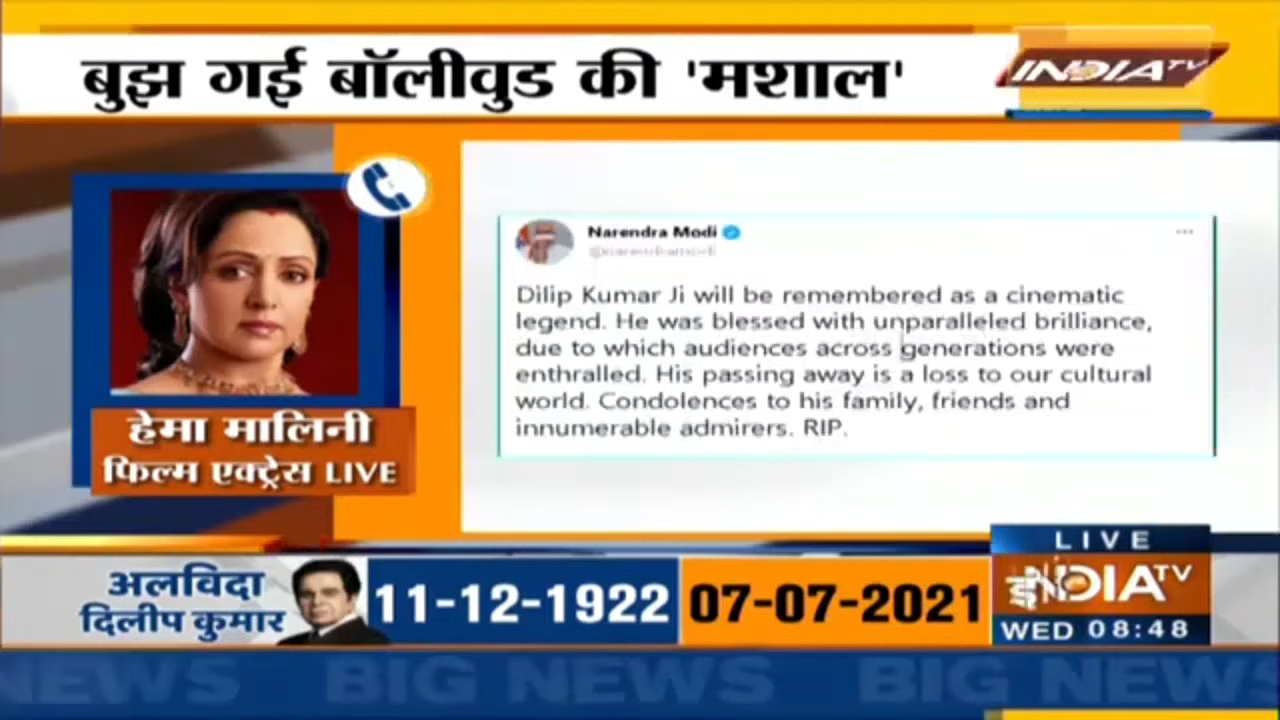 बुझ गई बॉलीवुड की 'मशाल'
INDIA TV
Narendra Modi
@narendramodi
Dilip Kumar Ji will be remembered as a cinematic
legend. He was blessed with unparalleled brilliance,
due to which audiences across generations were
enthralled. His passing away is a loss to our cultural
world. Condolences to his family, friends and
innumerable admirers. RIP.
हेमा मालिनी
फिल्म एक्ट्रेस LIVE
अलविदा
दिलीप कुमार
11-12-1922
07-07-2021
LIVE
INDIA TV
WED 08:48
NEWS BIG NEWS BIG NEWS